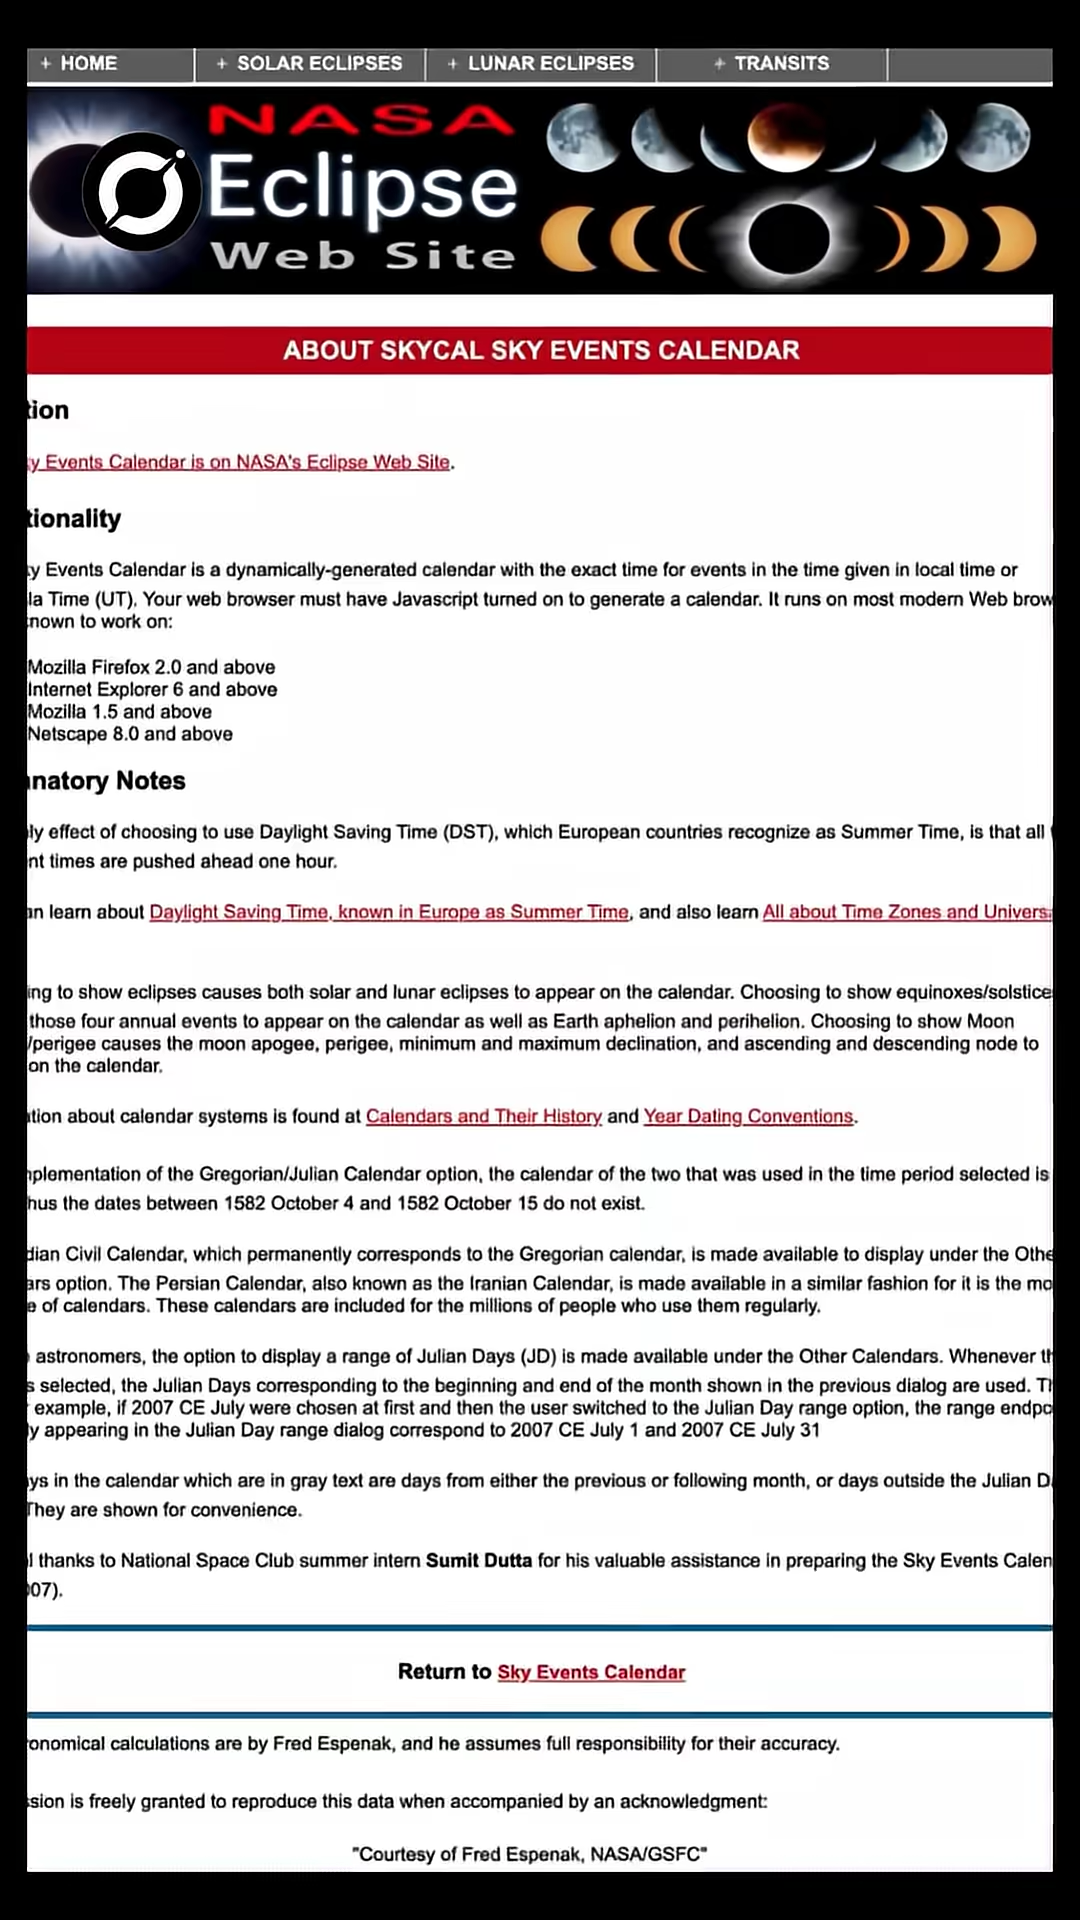 + HOME + SOLAR ECLIPSES + LUNAR ECLIPSES + TRANSITS
NASA
Eclipse
Web Site
ABOUT SKYCAL SKY EVENTS CALENDAR
tion
y Events Calendar is on NASA's Eclipse Web Site.
tionality
ky Events Calendar is a dynamically-generated calendar with the exact time for events in the time given in local time or
la Time (UT). Your web browser must have Javascript turned on to generate a calendar. It runs on most modern Web brow
nown to work on:
Mozilla Firefox 2.0 and above
Internet Explorer 6 and above
Mozilla 1.5 and above
Netscape 8.0 and above
natory Notes
ly effect of choosing to use Daylight Saving Time (DST), which European countries recognize as Summer Time, is that all
nt times are pushed ahead one hour.
an learn about Daylight Saving Time, known in Europe as Summer Time, and also learn All about Time Zones and Univers
ing to show eclipses causes both solar and lunar eclipses to appear on the calendar. Choosing to show equinoxes/solstice
those four annual events to appear on the calendar as well as Earth aphelion and perihelion. Choosing to show Moon
/perigee causes the moon apogee, perigee, minimum and maximum declination, and ascending and descending node to
on the calendar.
ation about calendar systems is found at Calendars and Their History and Year Dating Conventions.
nplementation of the Gregorian/Julian Calendar option, the calendar of the two that was used in the time period selected is
hus the dates between 1582 October 4 and 1582 October 15 do not exist.
dian Civil Calendar, which permanently corresponds to the Gregorian calendar, is made available to display under the Othe
ars option. The Persian Calendar, also known as the Iranian Calendar, is made available in a similar fashion for it is the mo
e of calendars. These calendars are included for the millions of people who use them regularly.
astronomers, the option to display a range of Julian Days (JD) is made available under the Other Calendars. Whenever th
s selected, the Julian Days corresponding to the beginning and end of the month shown in the previous dialog are used. Th
example, if 2007 CE July were chosen at first and then the user switched to the Julian Day range option, the range endpo
ly appearing in the Julian Day range dialog correspond to 2007 CE July 1 and 2007 CE July 31
ys in the calendar which are in gray text are days from either the previous or following month, or days outside the Julian Da
They are shown for convenience.
l thanks to National Space Club summer intern Sumit Dutta for his valuable assistance in preparing the Sky Events Calen
007).
Return to Sky Events Calendar
ronomical calculations are by Fred Espenak, and he assumes full responsibility for their accuracy.
ssion is freely granted to reproduce this data when accompanied by an acknowledgment:
"Courtesy of Fred Espenak, NASA/GSFC"